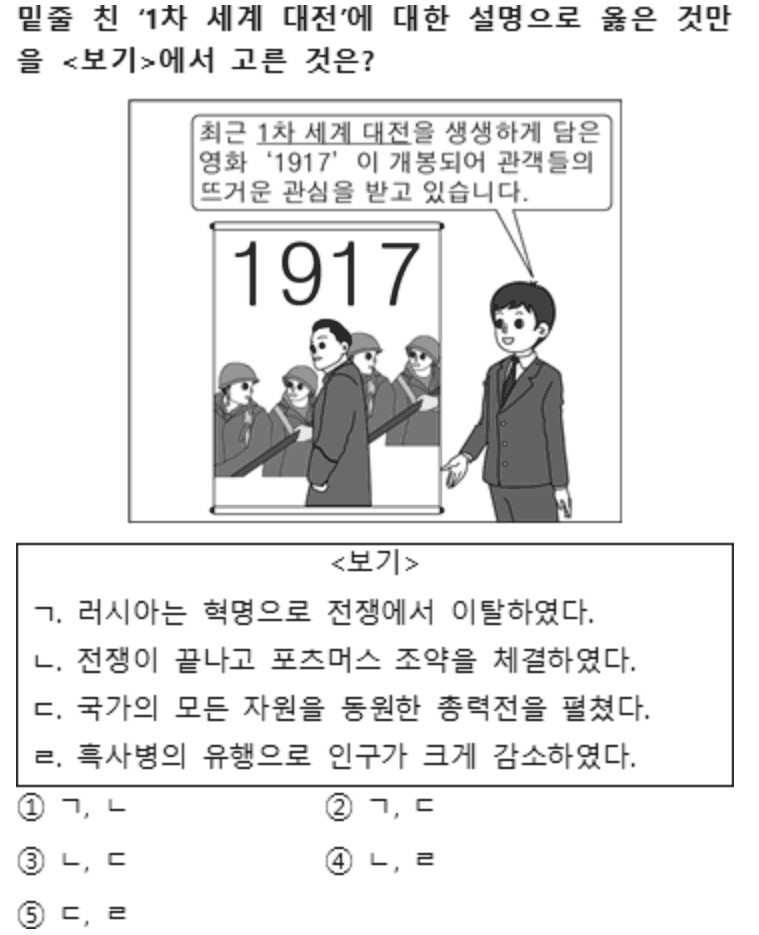 밑줄 친 '1차 세계 대전'에 대한 설명으로 옳은 것만
을 <보기>에서 고른 것은?
최근 1차 세계 대전을 생생하게 담은
영화 '1917' 이 개봉되어 관객들의
뜨거운 관심을 받고 있습니다.
1917
<보기>
ㄱ. 러시아는 혁명으로 전쟁에서 이탈하였다.
ㄴ. 전쟁이 끝나고 포츠머스 조약을 체결하였다.
ㄷ. 국가의 모든 자원을 동원한 총력전을 펼쳤다.
ㄹ. 흑사병의 유행으로 인구가 크게 감소하였다.
① ㄱ, ㄴ ② ㄱ, ㄷ
③ ㄴ, ㄷ ④ ㄴ, ㄹ
⑤ ㄷ, ㄹ